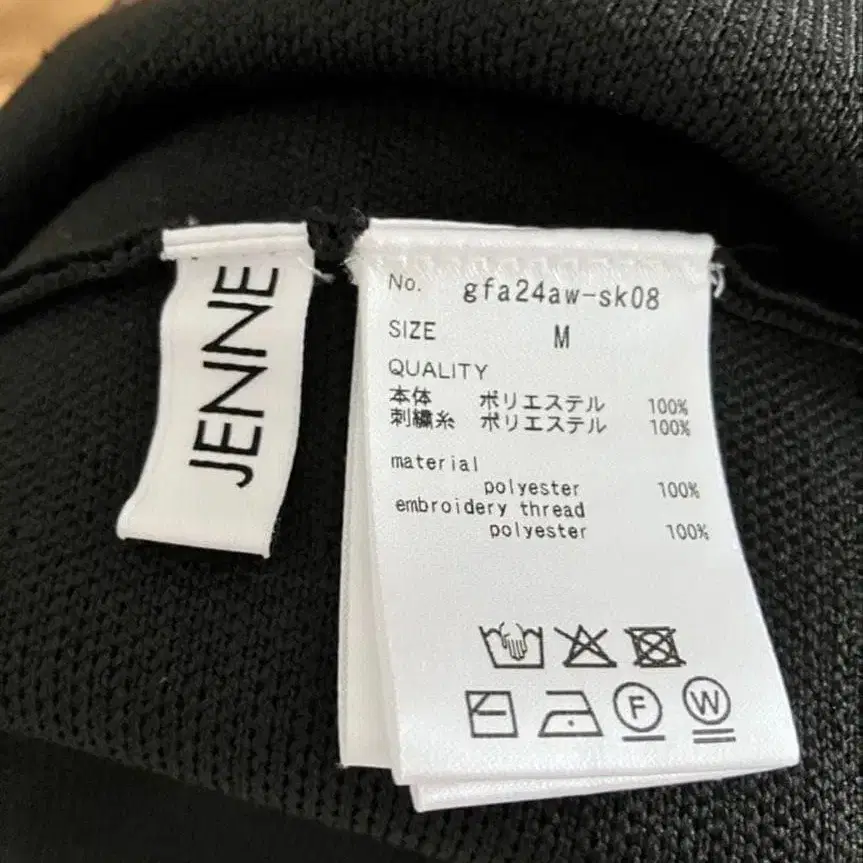 JENNE
No. gfa24aw-sk08
SIZE M
QUALITY
本体 ポリエステル 100%
刺繍糸 ポリエステル 100%
material
polyester 100%
embroidery thread
polyester 100%
F W